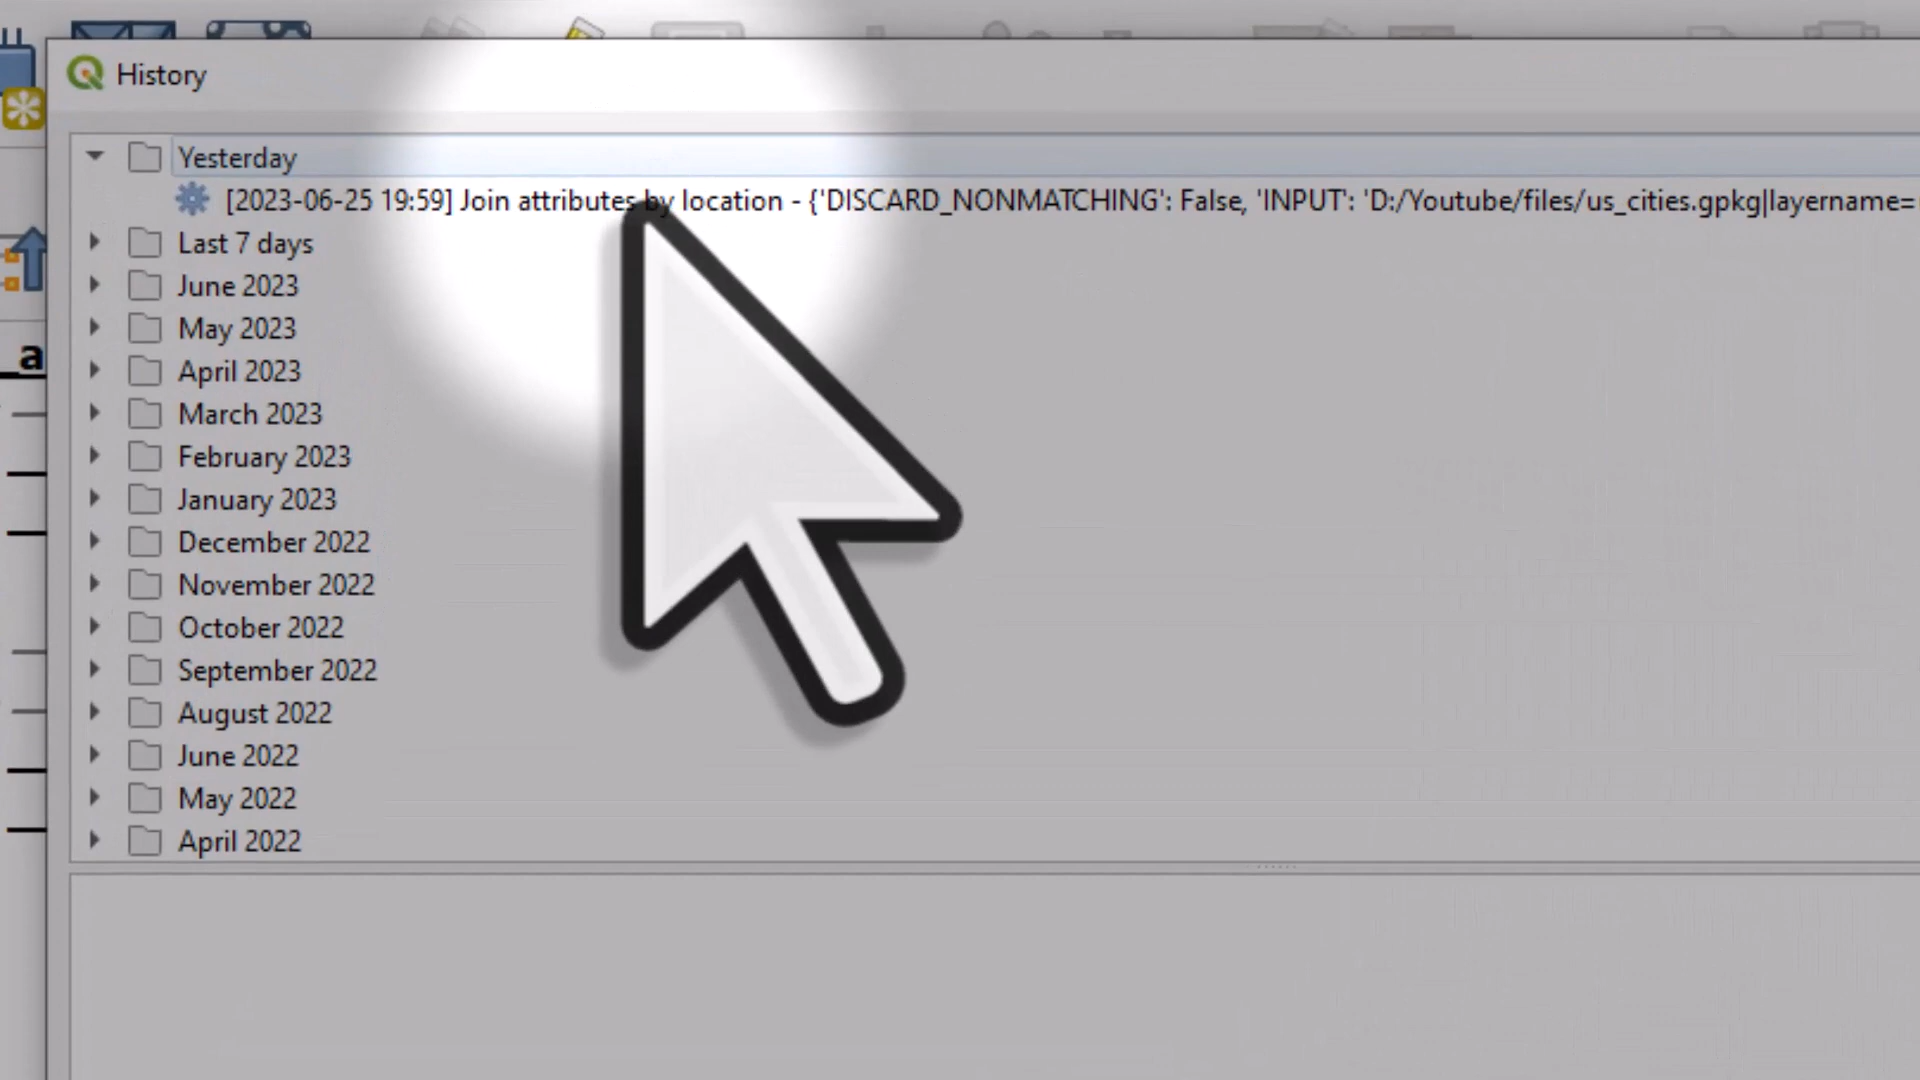 History
Yesterday
[2023-06-25 19:59] Join attributes by location - {'DISCARD_NONMATCHING': False, 'INPUT': 'D:/Youtube/files/us_cities.gpkg|layername=
Last 7 days
June 2023
May 2023
April 2023
March 2023
February 2023
January 2023
December 2022
November 2022
October 2022
September 2022
August 2022
June 2022
May 2022
April 2022
a